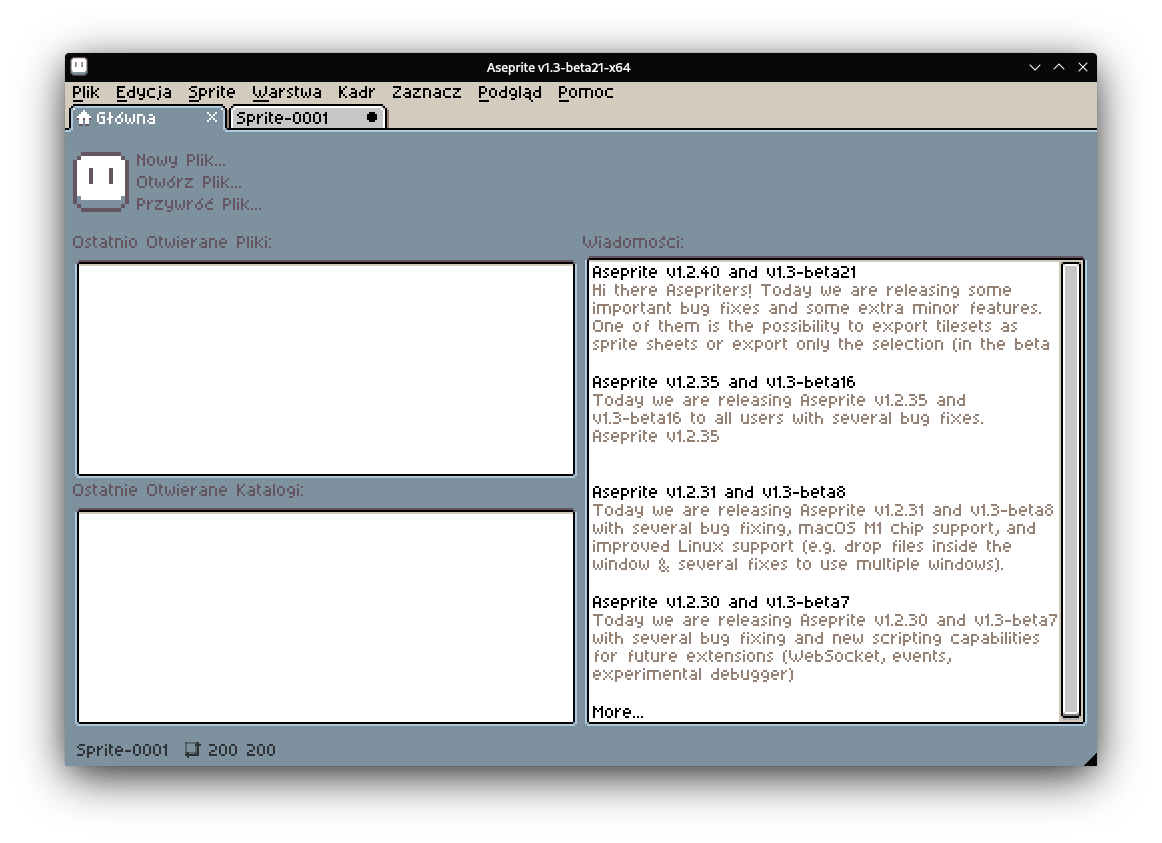 Aseprite v1.3-beta21-x64
Plik Edycja Sprite Warstwa Kadr Zaznacz Podgląd Pomoc
Główna Sprite-0001
Nowy Plik...
Otwórz Plik...
Przywróć Plik...
Ostatnio Otwierane Pliki:
Ostatnie Otwierane Katalogi:
Wiadomości:
Aseprite v1.2.40 and v1.3-beta21
Hi there Asepriters! Today we are releasing some
important bug fixes and some extra minor features.
One of them is the possibility to export tilesets as
sprite sheets or export only the selection (in the beta
Aseprite v1.2.35 and v1.3-beta16
Today we are releasing Aseprite v1.2.35 and
v1.3-beta16 to all users with several bug fixes.
Aseprite v1.2.35
Aseprite v1.2.31 and v1.3-beta8
Today we are releasing Aseprite v1.2.31 and v1.3-beta8
with several bug fixing, macOS M1 chip support, and
improved Linux support (e.g. drop files inside the
window & several fixes to use multiple windows).
Aseprite v1.2.30 and v1.3-beta7
Today we are releasing Aseprite v1.2.30 and v1.3-beta7
with several bug fixing and new scripting capabilities
for future extensions (WebSocket, events,
experimental debugger)
More...
Sprite-0001 200 200